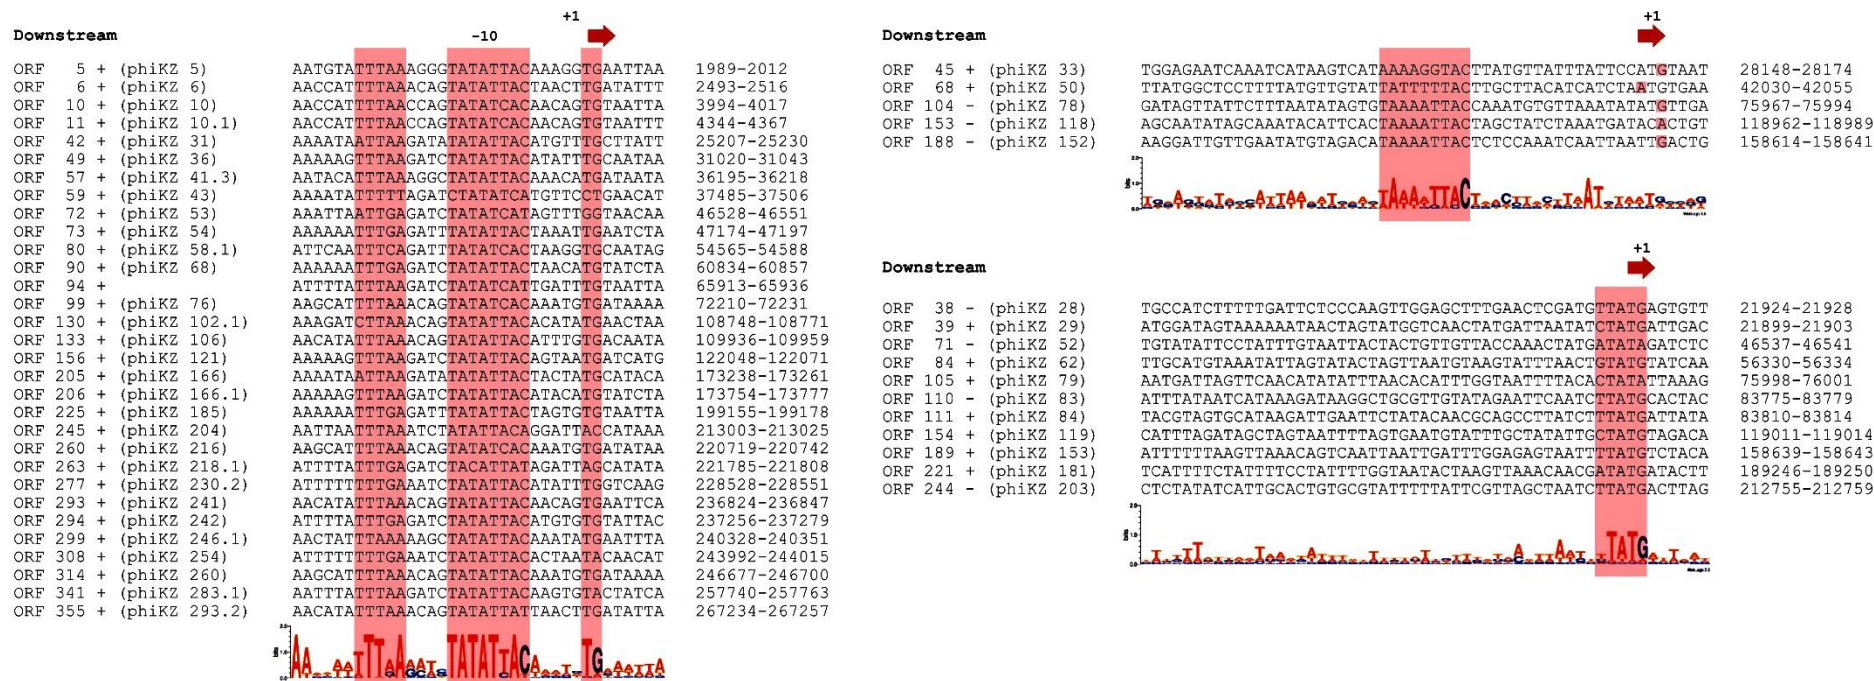 +1
Downstream -10
ORF 5 + (phiKZ 5) AATGTATTTAAAGGGTATATTACAAAGGTGAATTAA 1989-2012
ORF 6 + (phiKZ 6) AACCATTTTAAACAGTATATTACTAACTTGATATTT 2493-2516
ORF 10 + (phiKZ 10) AACCATTTTAACCAGTATATCACAACAGTGTAATTA 3994-4017
ORF 11 + (phiKZ 10.1) AACCATTTTAACCAGTATATCACAACAGTGTAATTT 4344-4367
ORF 42 + (phiKZ 31) AAAATAATTAAGATATATATTACATGTTTGCTTATT 25207-25230
ORF 49 + (phiKZ 36) AAAAAGTTTAAGATCTATATTACATATTTGCAATAA 31020-31043
ORF 57 + (phiKZ 41.3) AATACATTTAAAGGCTATATTACAAACATGATAATA 36195-36218
ORF 59 + (phiKZ 43) AAAATATTTTTAGATCTATATCATGTTCCTGAACAT 37485-37506
ORF 72 + (phiKZ 53) AAATTAATTGAGATCTATATCATAGTTTGGTAACAA 46528-46551
ORF 73 + (phiKZ 54) AAAAAATTTGAGATTTATATTACTAAATTGAATCTA 47174-47197
ORF 80 + (phiKZ 58.1) ATTCAATTTCAGATTTATATCACTAAGGTGCAATAG 54565-54588
ORF 90 + (phiKZ 68) AAAAAATTTGAGATCTATATTACTAACATGTATCTA 60834-60857
ORF 94 + ATTTTATTTGAGATCTATATCATTGATTTGTAATTA 65913-65936
ORF 99 + (phiKZ 76) AAGCATTTTAAACAGTATATCACAAATGTGATAAAA 72210-72231
ORF 130 + (phiKZ 102.1) AAAGATCTTAAACAGTATATTACACATATGAACTAA 108748-108771
ORF 133 + (phiKZ 106) AACATATTTAAACAGTATATTACATTTGTGACAATA 109936-109959
ORF 156 + (phiKZ 121) AAAAAGTTTAAGATCTATATTACAGTAATGATCATG 122048-122071
ORF 205 + (phiKZ 166) AAAATAATTAAGATATATATTACTACTATGCATACA 173238-173261
ORF 206 + (phiKZ 166.1) AAAAAGTTTAAGATCTATATTACATACATGTATCTA 173754-173777
ORF 225 + (phiKZ 185) AAAAAATTTGAGATTTATATTACTAGTGTGTAATTA 199155-199178
ORF 245 + (phiKZ 204) AATTAATTTAAATCTATATTACAGGATTACCATAAA 213003-213025
ORF 260 + (phiKZ 216) AAGCATTTTAAACAGTATATCACAAATGTGATATAA 220719-220742
ORF 263 + (phiKZ 218.1) ATTTTATTTGAGATCTACATTATAGATTAGCATATA 221785-221808
ORF 277 + (phiKZ 230.2) ATTTTTTTTGAAATCTATATTACATATTTGGTCAAG 228528-228551
ORF 293 + (phiKZ 241) AACATATTTAAACAGTATATTACAACAGTGAATTCA 236824-236847
ORF 294 + (phiKZ 242) ATTTTATTTGAGATCTATATTACATGTGTGTATTAC 237256-237279
ORF 299 + (phiKZ 246.1) AACTATTTAAAAAGCTATATTACAAATATGAATTTA 240328-240351
ORF 308 + (phiKZ 254) ATTTTTTTTGAAATCTATATTACACTAATACAACAT 243992-244015
ORF 314 + (phiKZ 260) AAGCATTTTAAACAGTATATTACAAATGTGATAAAA 246677-246700
ORF 341 + (phiKZ 283.1) AATTTATTTAAGATCTATATTACAAGTGTACTATCA 257740-257763
ORF 355 + (phiKZ 293.2) AACATATTTAAACAGTATATTATTAACTTGATATTA 267234-267257
+1
Downstream
ORF 45 + (phiKZ 33) TGGAGAATCAAATCATAAGTCATAAAAGGTACTTATGTTATTTATTCCATGTAAT 28148-28174
ORF 68 + (phiKZ 50) TTATGGCTCCTTTTATGTTGTATTATTTTTACTTGCTTACATCATCTAATGTGAA 42030-42055
ORF 104 - (phiKZ 78) GATAGTTATTCTTAAATATAGTGTAAAATTACCAAATGTGTTAAATATATGTTGA 75967-75994
ORF 153 - (phiKZ 118) AGCAATATAGCAAATACATTCACTAAAATTACTAGCTATCTAAATGATACACTGT 118962-118989
ORF 188 - (phiKZ 152) AAGGATTGTTGAATATGTAGACATAAAATTACTCTCCAAATCAATTAATTGACTG 158614-158641
+1
Downstream
ORF 38 - (phiKZ 28) TGCCATCTTTTTGATTCTCCCAAGTTGGAGCTTTGAACTCGATGTTATGAGTGTT 21924-21928
ORF 39 + (phiKZ 29) ATGGATAGTAAAAAATAACTAGTATGGTCAACTATGATTAATATCTATGATTGAC 21899-21903
ORF 71 - (phiKZ 52) TGTATATTCTATTTGTAATTACTACTGTTGTTACCAAACTATGATATAGATCTC 46537-46541
ORF 84 + (phiKZ 62) TTGCATGTAAATATTAGTATACTAGTTAATGTAAGTATTTAACTGTATGTATCAA 56330-56334
ORF 105 + (phiKZ 79) AATGATTAGTTCAACATATATTTAACACATTTGGTAATTTTACACTATATTAAAG 75998-76001
ORF 110 - (phiKZ 83) ATTTATAATCATAAAGATAAGGCTGCGTTGTATAGAATTCAATCTTATGCACTAC 83775-83779
ORF 111 + (phiKZ 84) TACGTAGTGCATAAGATTGAATTCTATACAACGCAGCCTTATCTTTATGATTATA 83810-83814
ORF 154 + (phiKZ 119) CATTTAGATAGCTAGTAATTTTAGTGAATGTATTTGCTATATTGCTATGTAGACA 119011-119014
ORF 189 + (phiKZ 153) ATTTTTTAAGTTAAACAGTCAATTAATTGATTTGGAGAGTAATTTTATGTCTACA 158639-158643
ORF 221 + (phiKZ 181) TCATTTTCTATTTTCCTATTTTGGTAATACTAAGTTAAACAACGATATGATACTT 189246-189250
ORF 244 - (phiKZ 203) CTCTATATCATTGCACTGTGCGTATTTTTATTCGTTAGCTAATCTTATGACTTAG 212755-212759